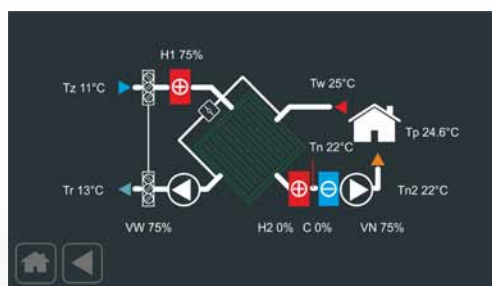 H1 75%
Tz 11°C
Tw 25°C
Tp 24.6°C
Tn 22°C
Tr 13°C
Tn2 22°C
VW 75%
H2 0%
C 0%
VN 75%